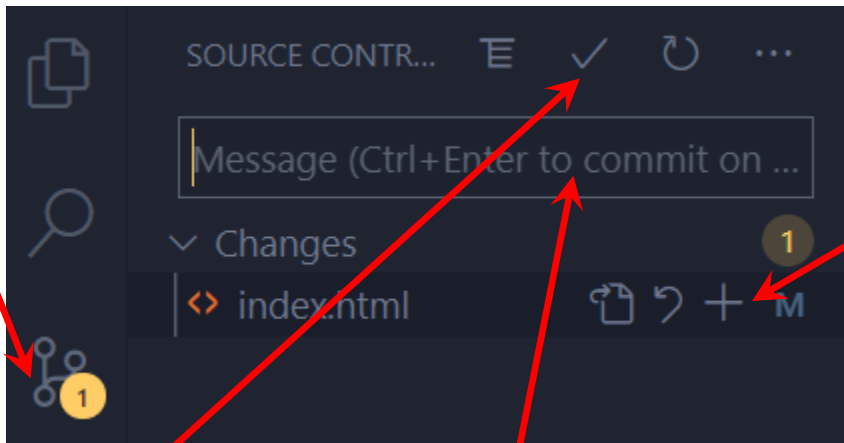 SOURCE CONTR...
Message (Ctrl+Enter to commit on ...
Changes
1
index.html
M
1